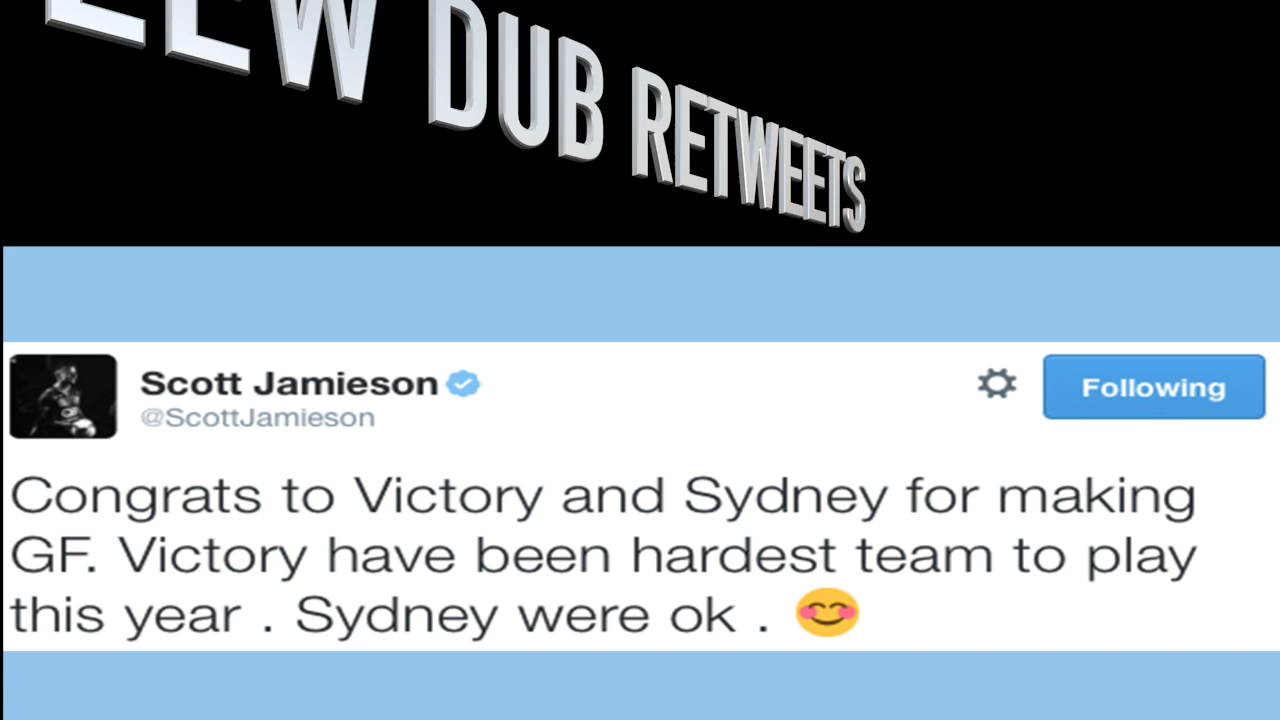 DUB RETWEETS
Scott Jamieson
@ScottJamieson
Following
Congrats to Victory and Sydney for making
GF. Victory have been hardest team to play
this year . Sydney were ok . 😊